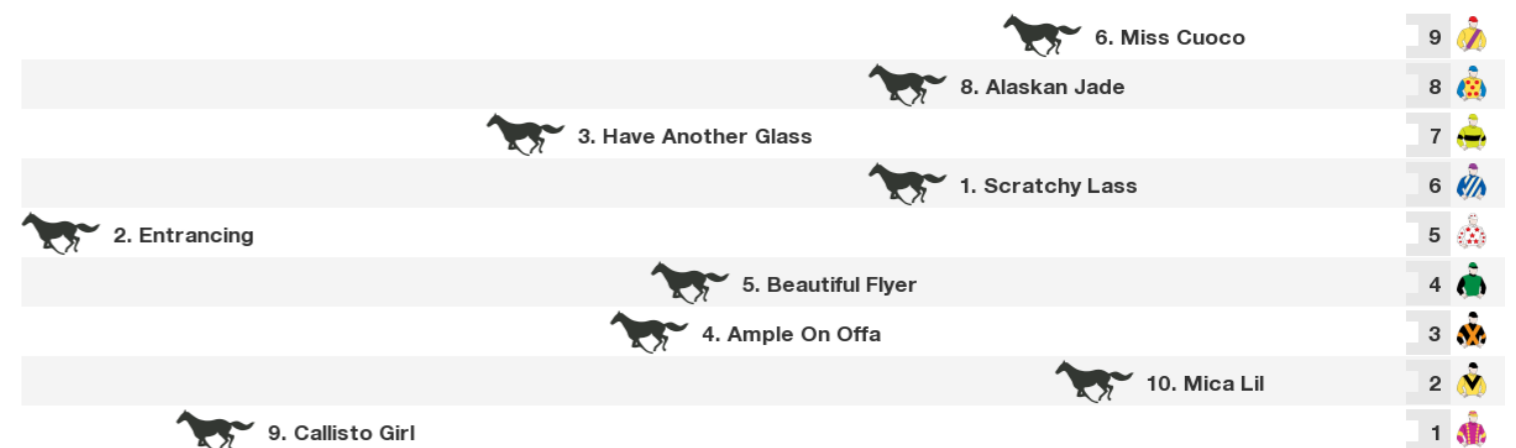 6. Miss Cuoco 9
8. Alaskan Jade 8
3. Have Another Glass 7
1. Scratchy Lass 6
2. Entrancing 5
5. Beautiful Flyer 4
4. Ample On Offa 3
10. Mica Lil 2
9. Callisto Girl 1